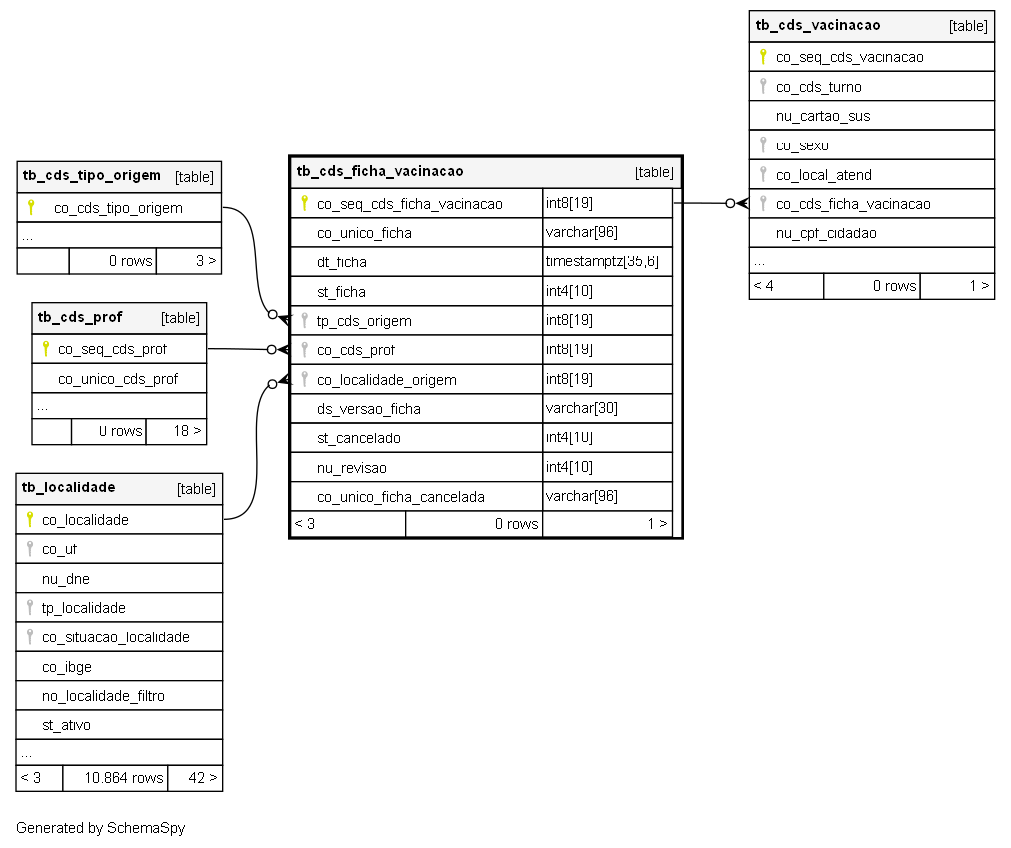 tb_cds_vacinacao [table]
co_seq_cds_vacinacao
co_cds_turno
nu_cartao_sus
co_sexo
co_local_atend
co_cds_ficha_vacinacao
nu_cpf_cidadao
...
< 4 0 rows 1 >
tb_cds_tipo_origem [table]
co_cds_tipo_origem
...
0 rows 3 >
tb_cds_prof [table]
co_seq_cds_prof
co_unico_cds_prof
...
0 rows 18 >
tb_localidade [table]
co_localidade
co_uf
nu_dne
tp_localidade
co_situacao_localidade
co_ibge
no_localidade_filtro
st_ativo
...
< 3 10.864 rows 42 >
tb_cds_ficha_vacinacao [table]
co_seq_cds_ficha_vacinacao int8[19]
co_unico_ficha varchar[96]
dt_ficha timestamptz[35,6]
st_ficha int4[10]
tp_cds_origem int8[19]
co_cds_prof int8[19]
co_localidade_origem int8[19]
ds_versao_ficha varchar[30]
st_cancelado int4[10]
nu_revisao int4[10]
co_unico_ficha_cancelada varchar[96]
< 3 0 rows 1 >
Generated by SchemaSpy